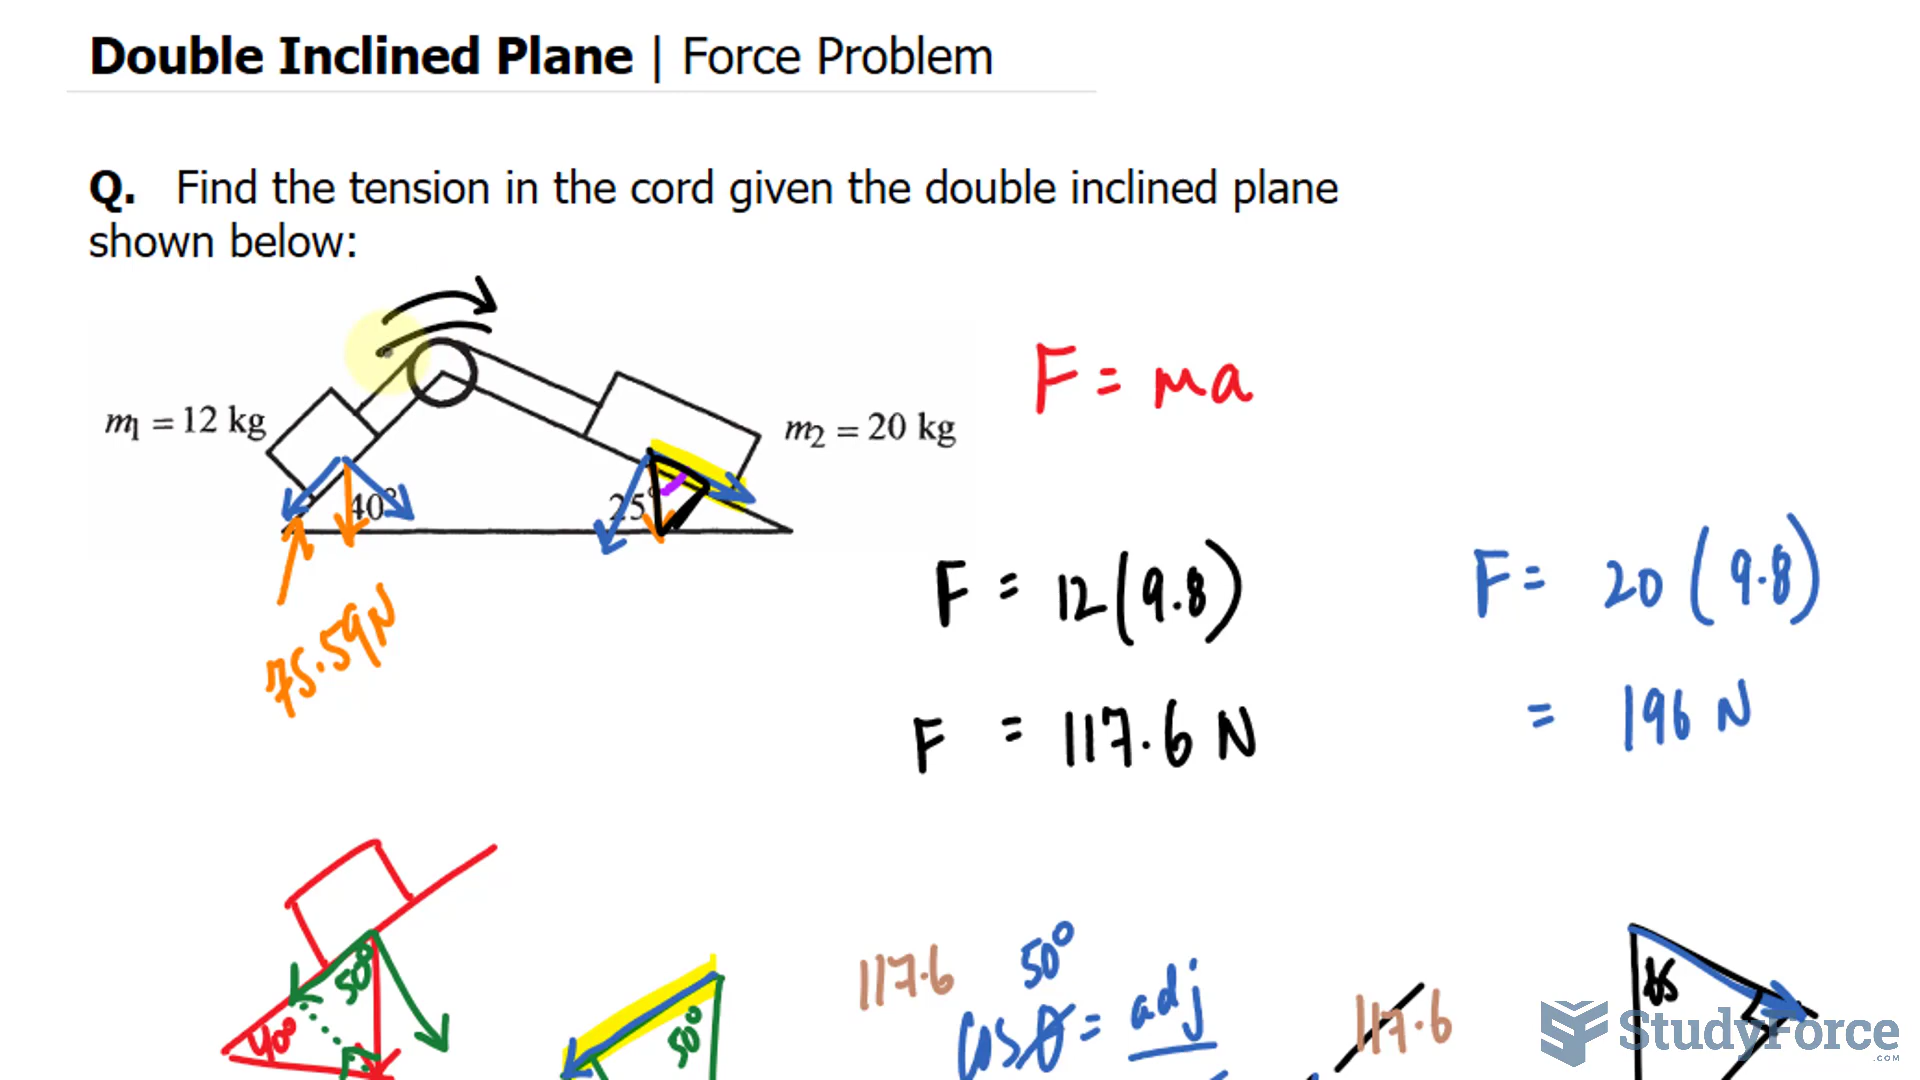 Double Inclined Plane | Force Problem
Q. Find the tension in the cord given the double inclined plane
shown below:
m1 = 12 kg
m2 = 20 kg
40°
25°
75.59N
F = ma
F = 12(9.8)
F = 117.6 N
F = 20(9.8)
= 196 N
50°
40°
50°
117.6
50°
cosθ = adj
117.6
StudyForce
.COM